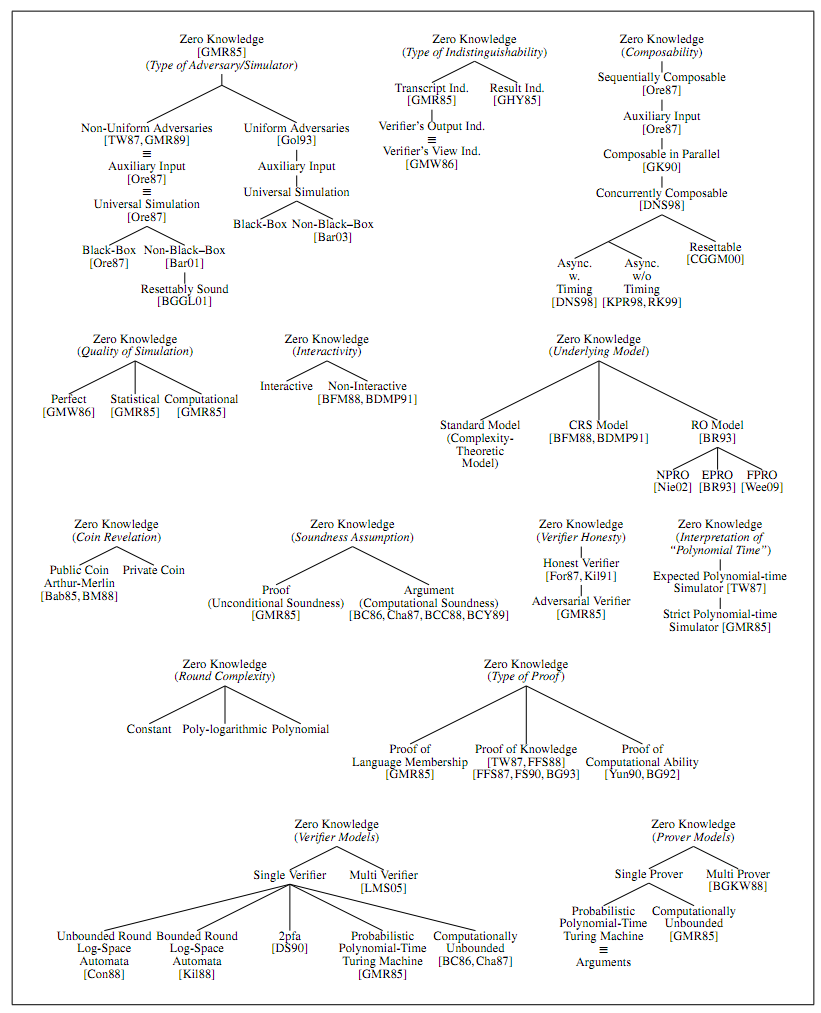 Zero Knowledge
[GMR85]
(Type of Adversary/Simulator)
Non-Uniform Adversaries
[TW87, GMR89]
≡
Auxiliary Input
[Ore87]
≡
Universal Simulation
[Ore87]
Black-Box
[Ore87]
Non-Black–Box
[Bar01]
Resettably Sound
[BGGL01]
Uniform Adversaries
[Gol93]
Auxiliary Input
Universal Simulation
Black-Box
Non-Black–Box
[Bar03]
Zero Knowledge
(Type of Indistinguishability)
Transcript Ind.
[GMR85]
Verifier's Output Ind.
≡
Verifier's View Ind.
[GMW86]
Result Ind.
[GHY85]
Zero Knowledge
(Composability)
Sequentially Composable
[Ore87]
Auxiliary Input
[Ore87]
Composable in Parallel
[GK90]
Concurrently Composable
[DNS98]
Async.
w.
Timing
[DNS98]
Async.
w/o
Timing
[KPR98, RK99]
Resettable
[CGGM00]
Zero Knowledge
(Quality of Simulation)
Perfect
[GMW86]
Statistical
[GMR85]
Computational
[GMR85]
Zero Knowledge
(Interactivity)
Interactive
Non-Interactive
[BFM88, BDMP91]
Zero Knowledge
(Underlying Model)
Standard Model
(Complexity-
Theoretic
Model)
CRS Model
[BFM88, BDMP91]
RO Model
[BR93]
NPRO
[Nie02]
EPRO
[BR93]
FPRO
[Wee09]
Zero Knowledge
(Coin Revelation)
Public Coin
Arthur-Merlin
[Bab85, BM88]
Private Coin
Zero Knowledge
(Soundness Assumption)
Proof
(Unconditional Soundness)
[GMR85]
Argument
(Computational Soundness)
[BC86, Cha87, BCC88, BCY89]
Zero Knowledge
(Verifier Honesty)
Honest Verifier
[For87, Kil91]
Adversarial Verifier
[GMR85]
Zero Knowledge
(Interpretation of
“Polynomial Time”)
Expected Polynomial-time
Simulator [TW87]
Strict Polynomial-time
Simulator [GMR85]
Zero Knowledge
(Round Complexity)
Constant
Poly-logarithmic
Polynomial
Zero Knowledge
(Type of Proof)
Proof of
Language Membership
[GMR85]
Proof of Knowledge
[TW87, FFS88]
[FFS87, FS90, BG93]
Proof of
Computational Ability
[Yun90, BG92]
Zero Knowledge
(Verifier Models)
Single Verifier
Multi Verifier
[LMS05]
Unbounded Round
Log-Space
Automata
[Con88]
Bounded Round
Log-Space
Automata
[Kil88]
2pfa
[DS90]
Probabilistic
Polynomial-Time
Turing Machine
[GMR85]
Computationally
Unbounded
[BC86, Cha87]
Zero Knowledge
(Prover Models)
Single Prover
Multi Prover
[BGKW88]
Probabilistic
Polynomial-Time
Turing Machine
≡
Arguments
Computationally
Unbounded
[GMR85]